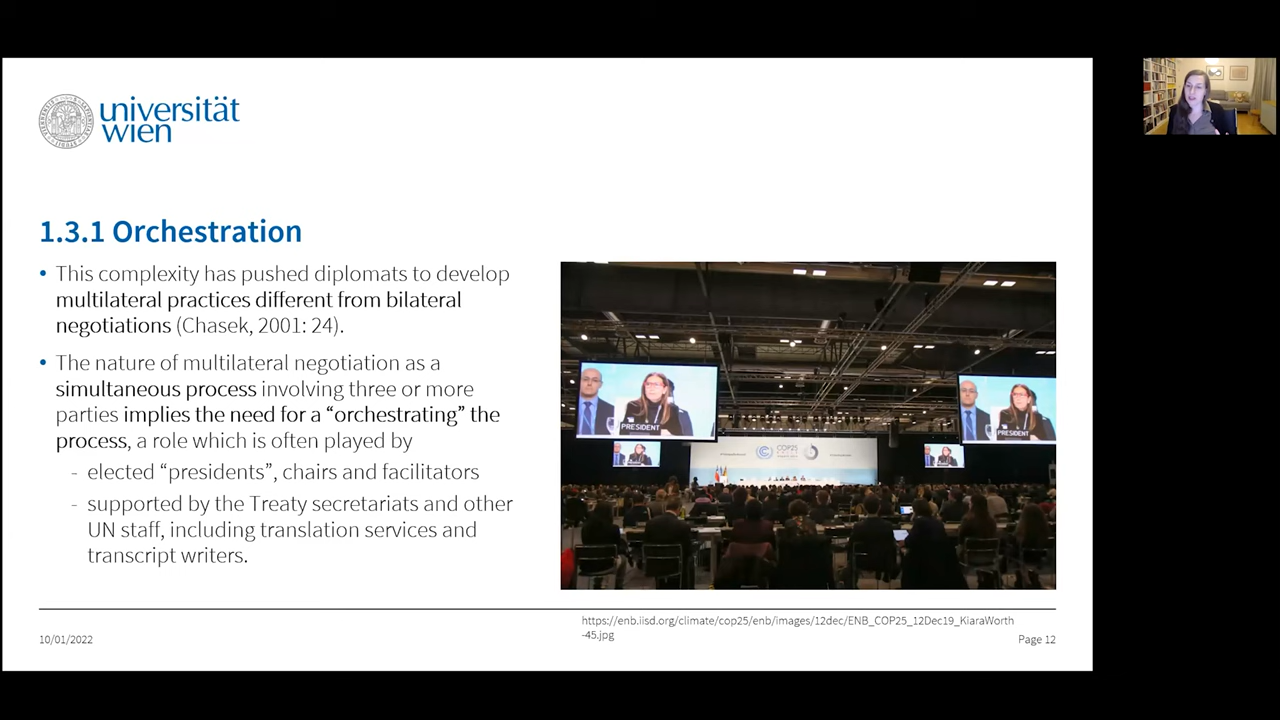 universität
wien
1.3.1 Orchestration
• This complexity has pushed diplomats to develop
multilateral practices different from bilateral
negotiations (Chasek, 2001: 24).
• The nature of multilateral negotiation as a
simultaneous process involving three or more
parties implies the need for a “orchestrating” the
process, a role which is often played by
- elected “presidents”, chairs and facilitators
- supported by the Treaty secretariats and other
UN staff, including translation services and
transcript writers.
PRESIDENT
PRESIDENT
COP25
https://enb.iisd.org/climate/cop25/enb/images/12dec/ENB_COP25_12Dec19_KiaraWorth
-45.jpg
10/01/2022
Page 12